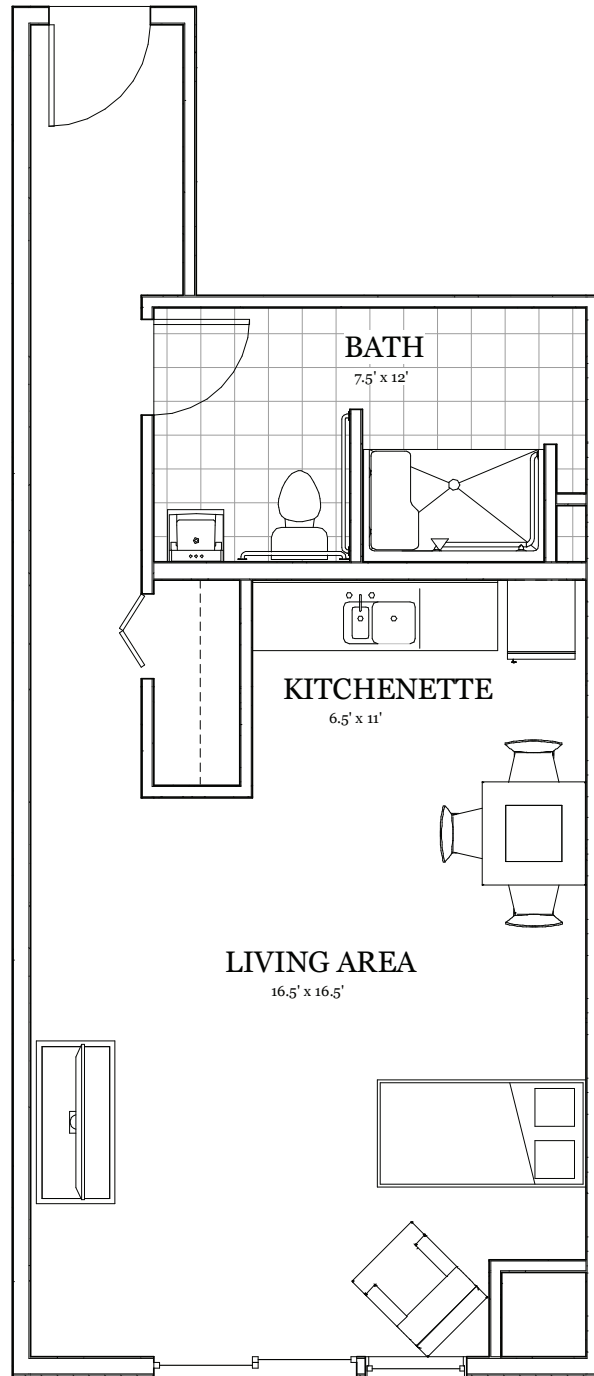 BATH
7.5' x 12'
KITCHENETTE
6.5' x 11'
LIVING AREA
16.5' x 16.5'